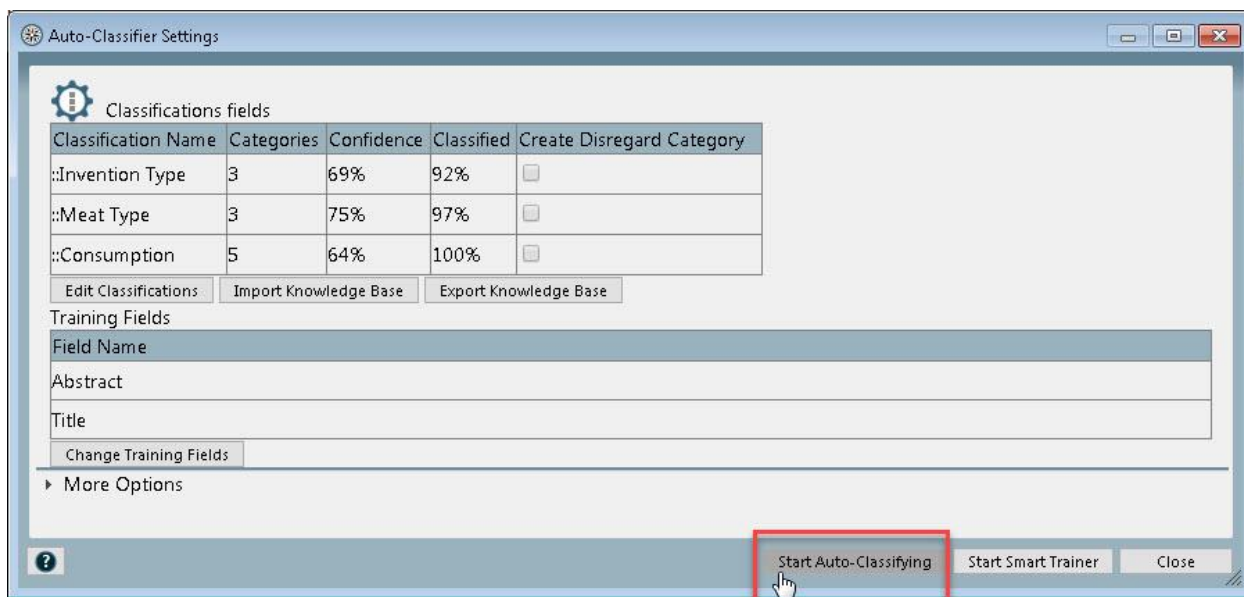 Auto-Classifier Settings
Classifications fields
Classification Name Categories Confidence Classified Create Disregard Category
::Invention Type 3 69% 92%
::Meat Type 3 75% 97%
::Consumption 5 64% 100%
Edit Classifications Import Knowledge Base Export Knowledge Base
Training Fields
Field Name
Abstract
Title
Change Training Fields
More Options
? Start Auto-Classifying Start Smart Trainer Close